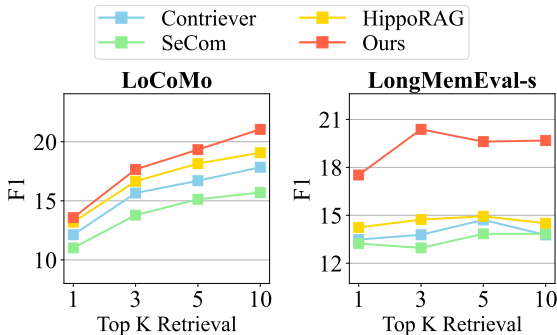 Contriever
HippoRAG
SeCom
Ours
LoCoMo
LongMemEval-s
F1
20
15
10
1 3 5 10
Top K Retrieval
F1
21
18
15
12
1 3 5 10
Top K Retrieval